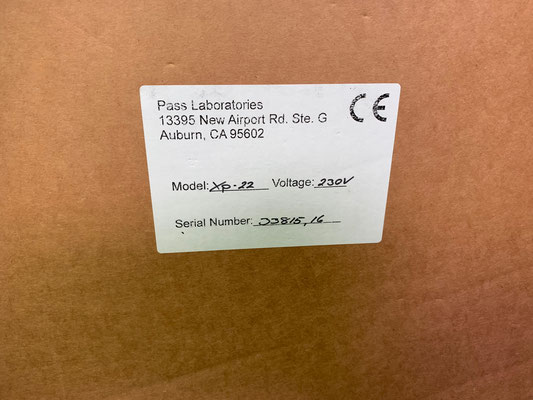 Pass Laboratories
13395 New Airport Rd. Ste. G
Auburn, CA 95602
CE
Model: Xp-22 Voltage: 230V
Serial Number: 33815, 16